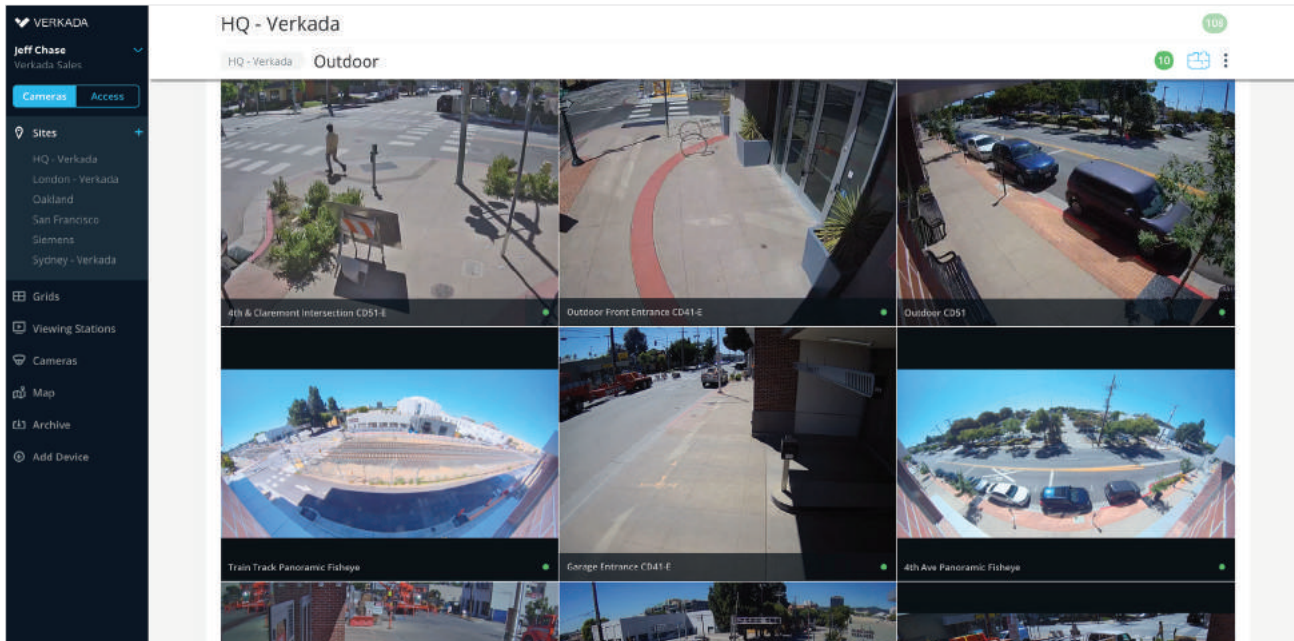 VERKADA
Jeff Chase
Verkada Sales
Cameras Access
Sites +
HQ - Verkada
London - Verkada
Oakland
San Francisco
Siemens
Sydney - Verkada
Grids
Viewing Stations
Cameras
Map
Archive
Add Device
HQ - Verkada
108
HQ - Verkada Outdoor
10
4th & Claremont Intersection CD51-E
Outdoor Front Entrance CD41-E
Outdoor CD51
Train Track Panoramic Fisheye
Garage Entrance CD41-E
4th Ave Panoramic Fisheye